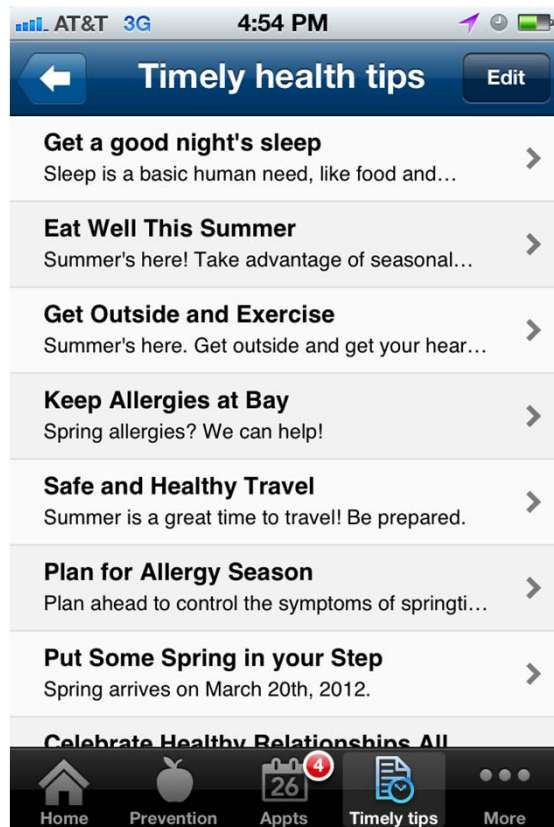 AT&T 3G 4:54 PM
Timely health tips Edit
Get a good night's sleep
Sleep is a basic human need, like food and...
Eat Well This Summer
Summer's here! Take advantage of seasonal...
Get Outside and Exercise
Summer's here. Get outside and get your hear...
Keep Allergies at Bay
Spring allergies? We can help!
Safe and Healthy Travel
Summer is a great time to travel! Be prepared.
Plan for Allergy Season
Plan ahead to control the symptoms of springti...
Put Some Spring in your Step
Spring arrives on March 20th, 2012.
Celebrate Healthy Relationships All
4
26
Home Prevention Appts Timely tips More